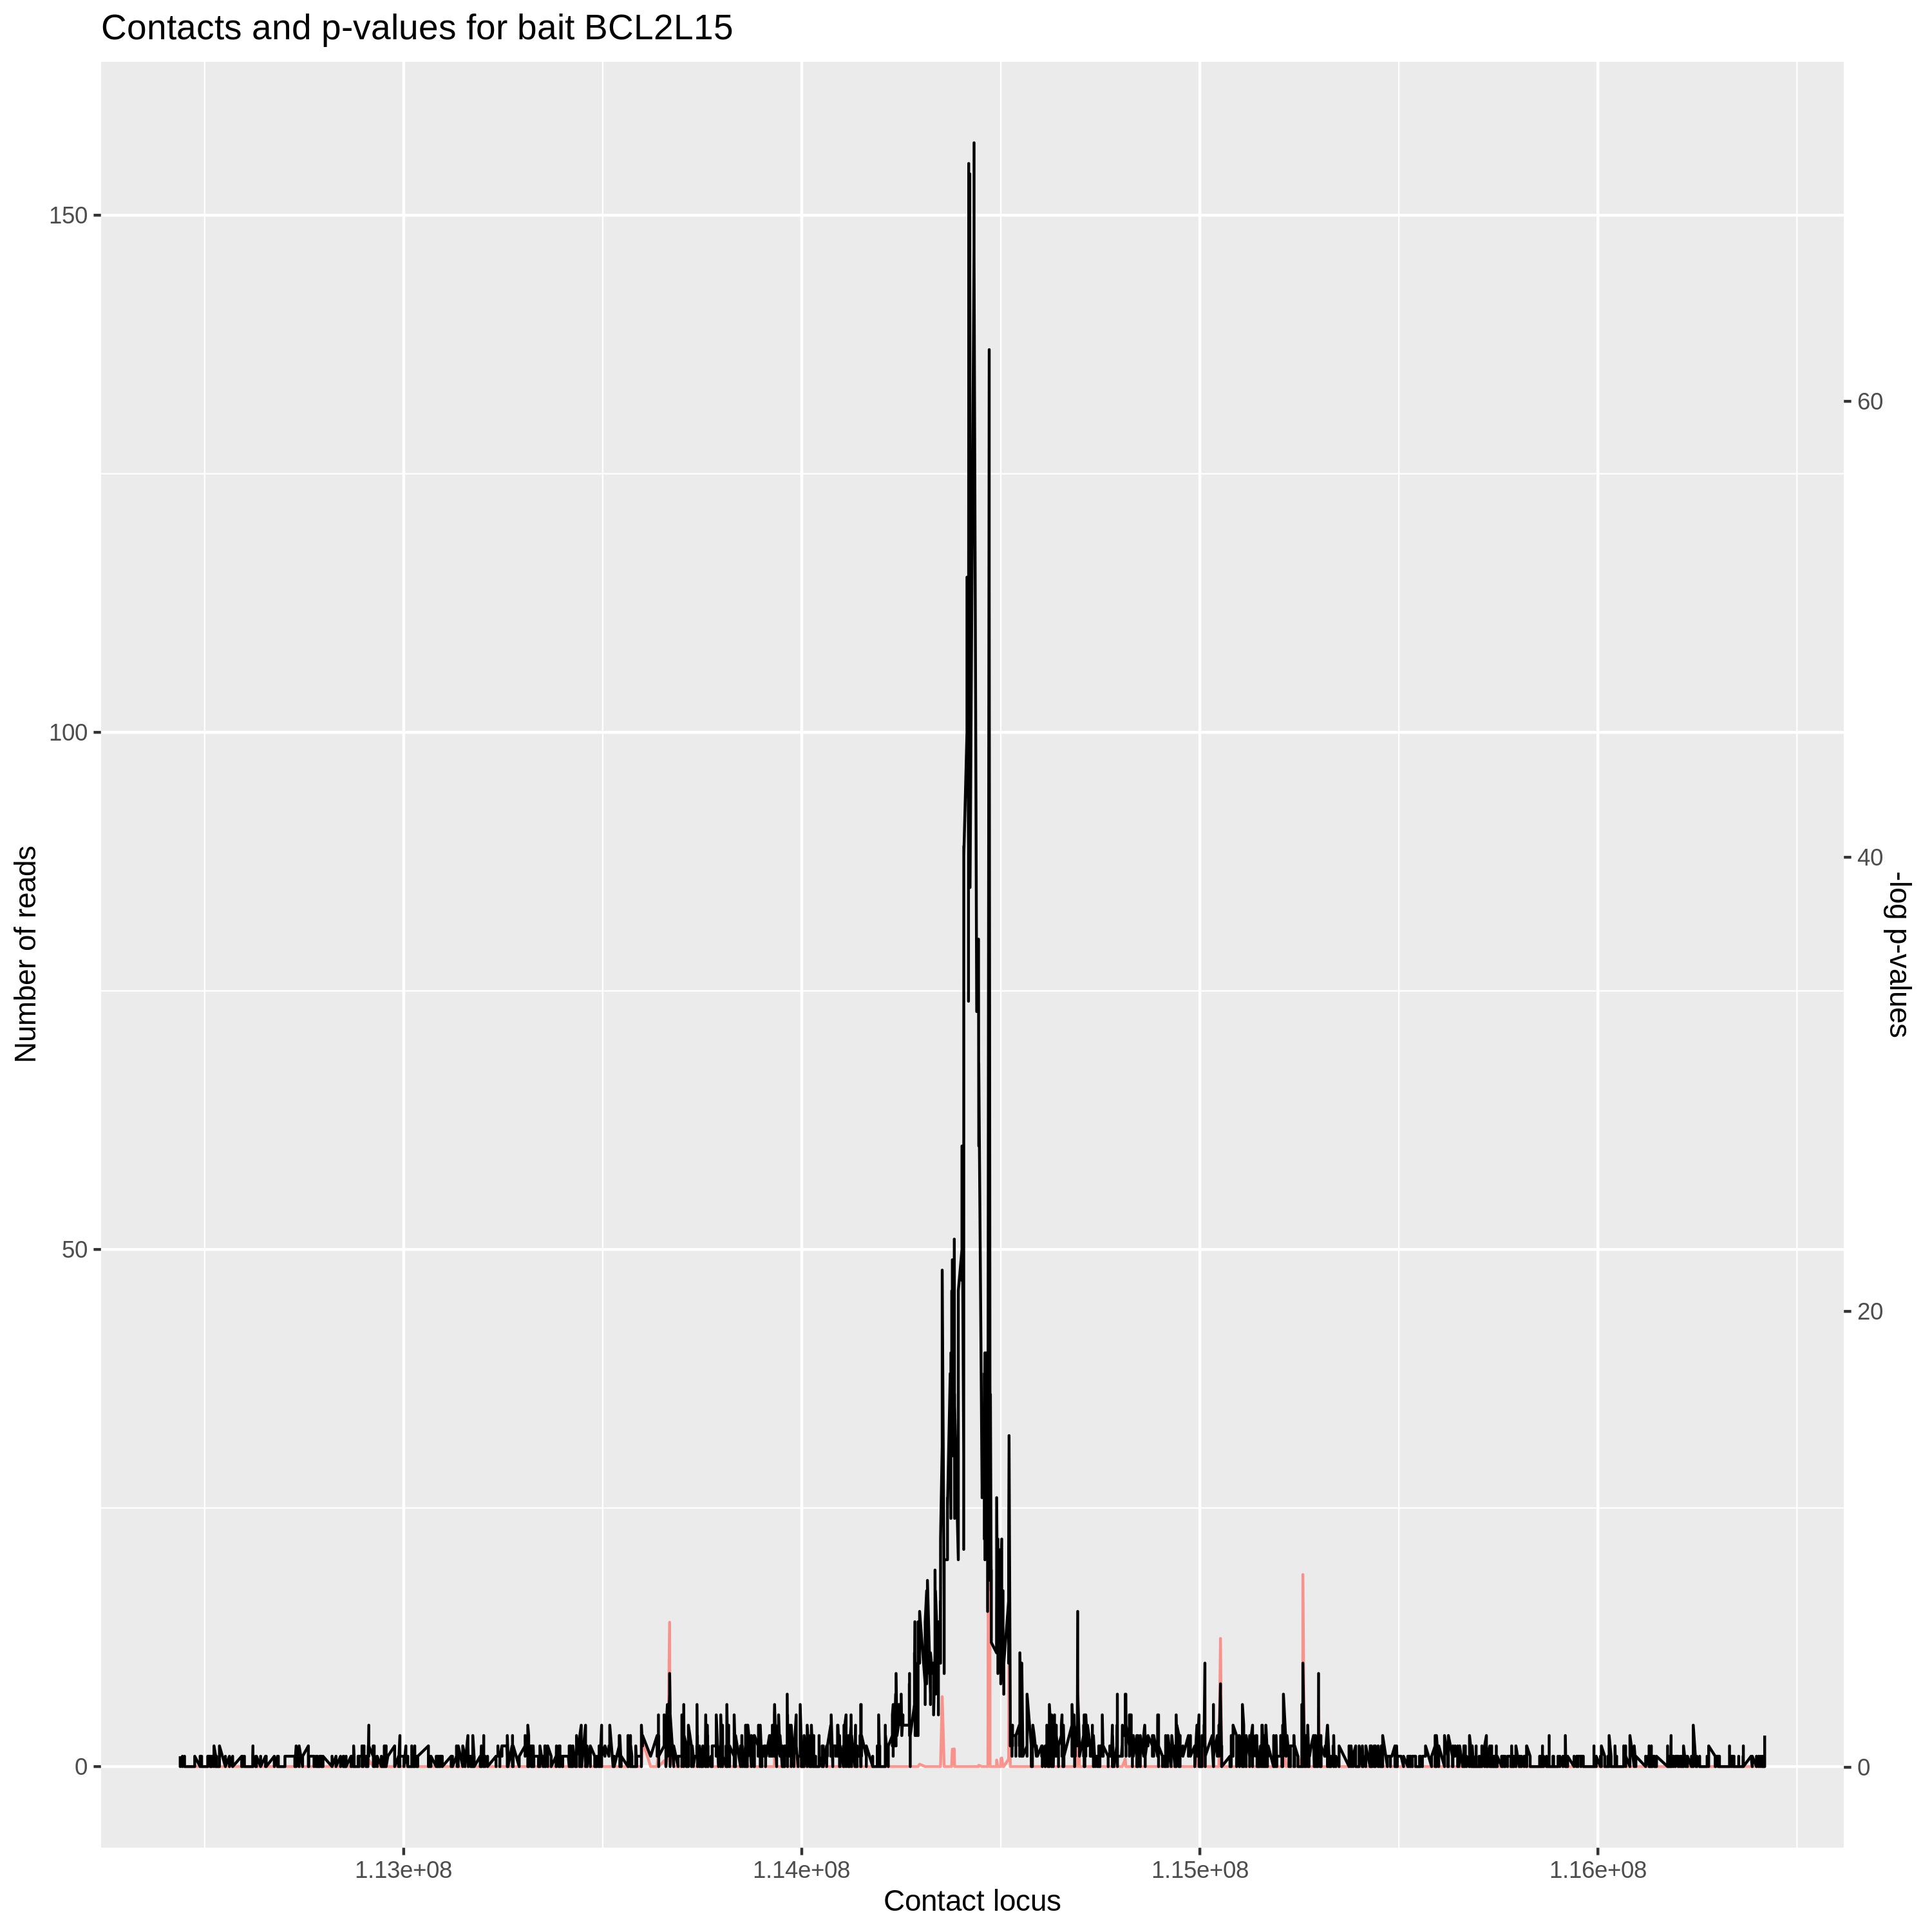 Contacts and p-values for bait BCL2L15
150
100
50
0
Number of reads
60
40
20
0
-log p-values
1.13e+08
1.14e+08
1.15e+08
1.16e+08
Contact locus